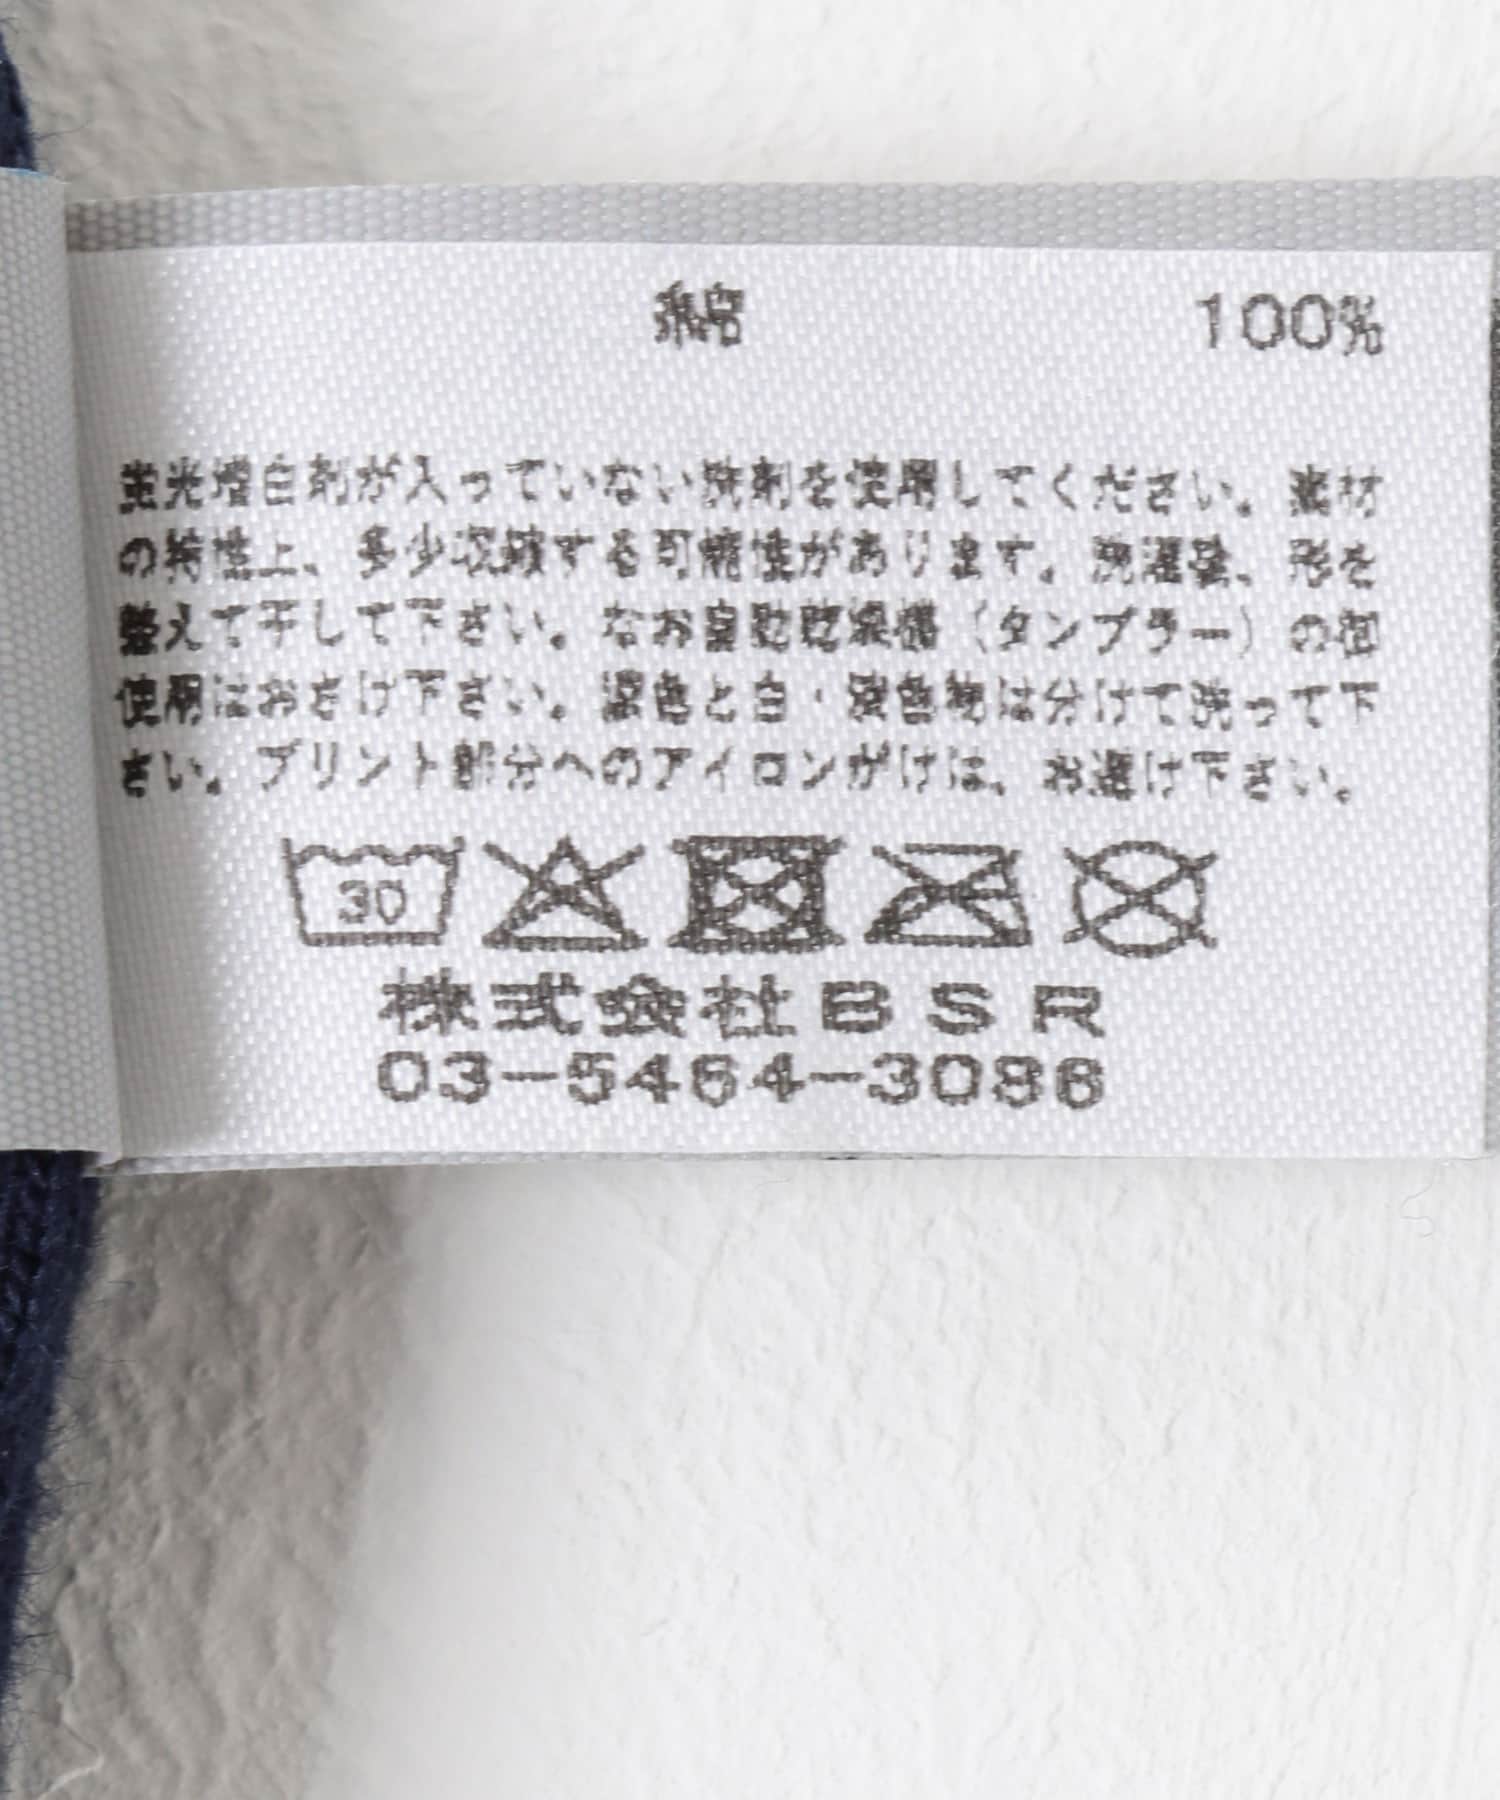 綿 100%
蛍光増白剤が入っていない洗剤を使用してください。素材
の特性上、多少収縮する可能性があります。洗濯後、形を
整えて干して下さい。なお自動乾燥機（タンブラー）の御
使用はおさけ下さい。濃色と白・淡色物は分けて洗って下
さい。プリント部分へのアイロンがけは、お避け下さい。
30
株式会社BSR
03-5464-3086